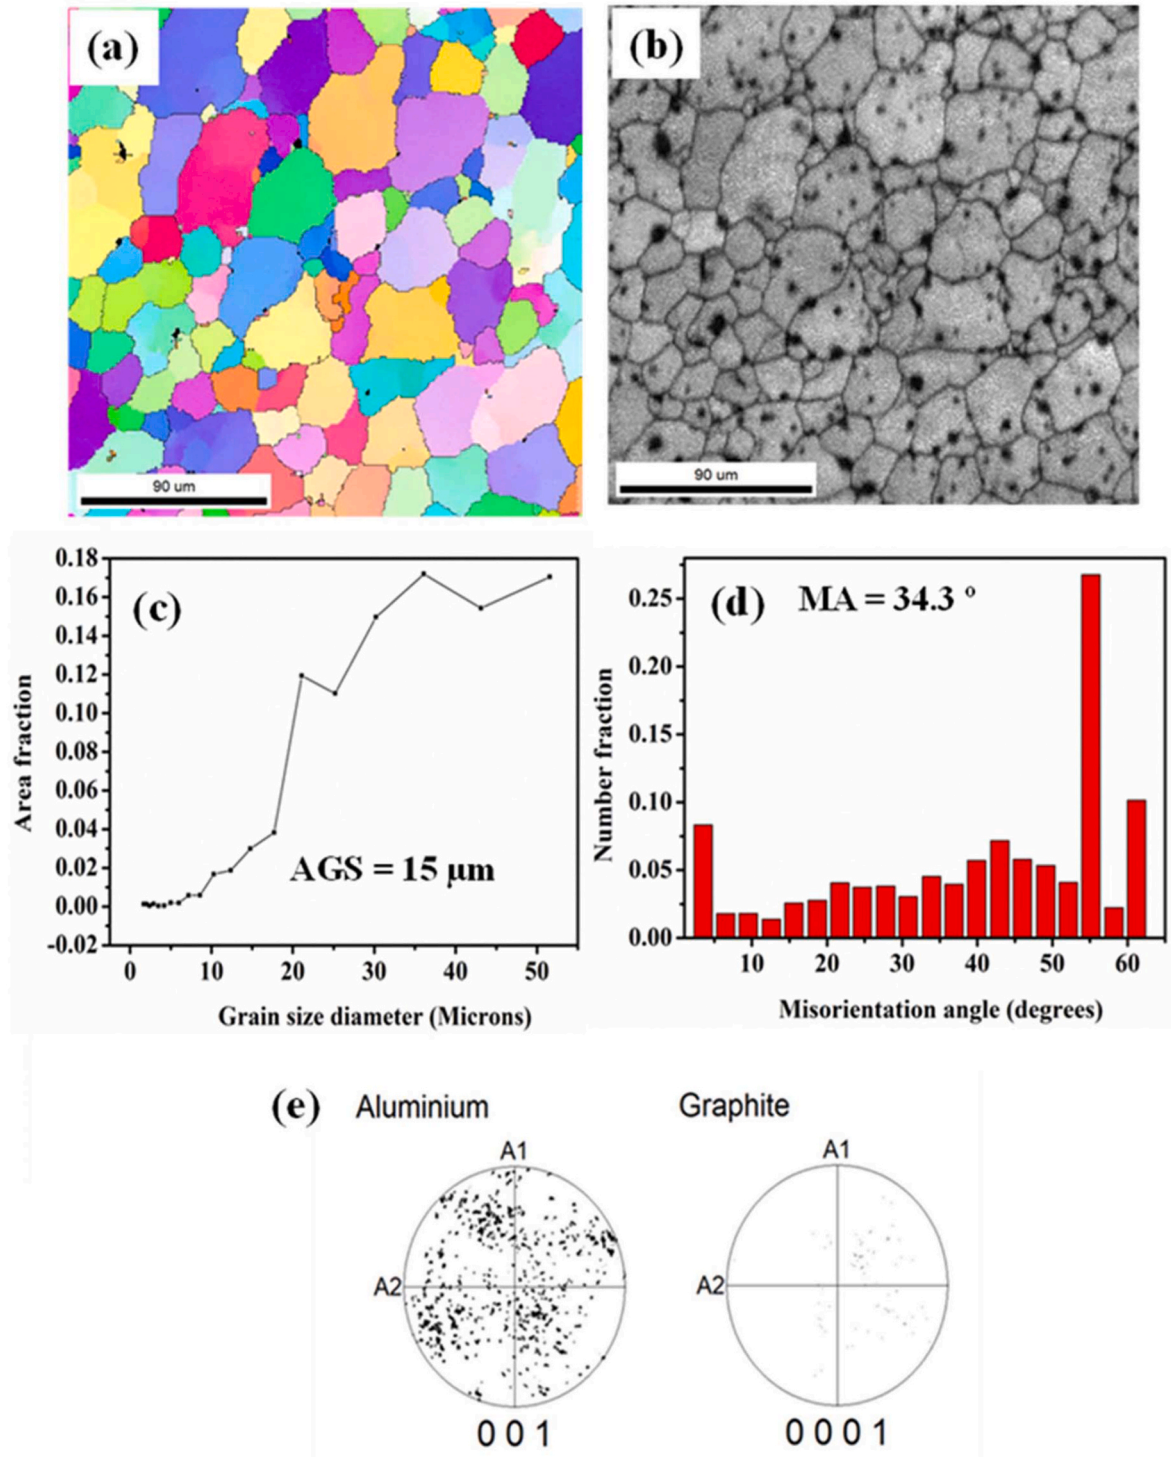 (a)
(b)
90 um
90 um
0.18
0.16
0.14
0.12
0.10
0.08
0.06
0.04
0.02
0.00
-0.02
Area fraction
(c)
AGS = 15 μm
0 10 20 30 40 50
Grain size diameter (Microns)
0.25
0.20
0.15
0.10
0.05
0.00
Number fraction
(d) MA = 34.3 °
10 20 30 40 50 60
Misorientation angle (degrees)
(e) Aluminium Graphite
A1 A1
A2 A2
0 0 1 0 0 0 1